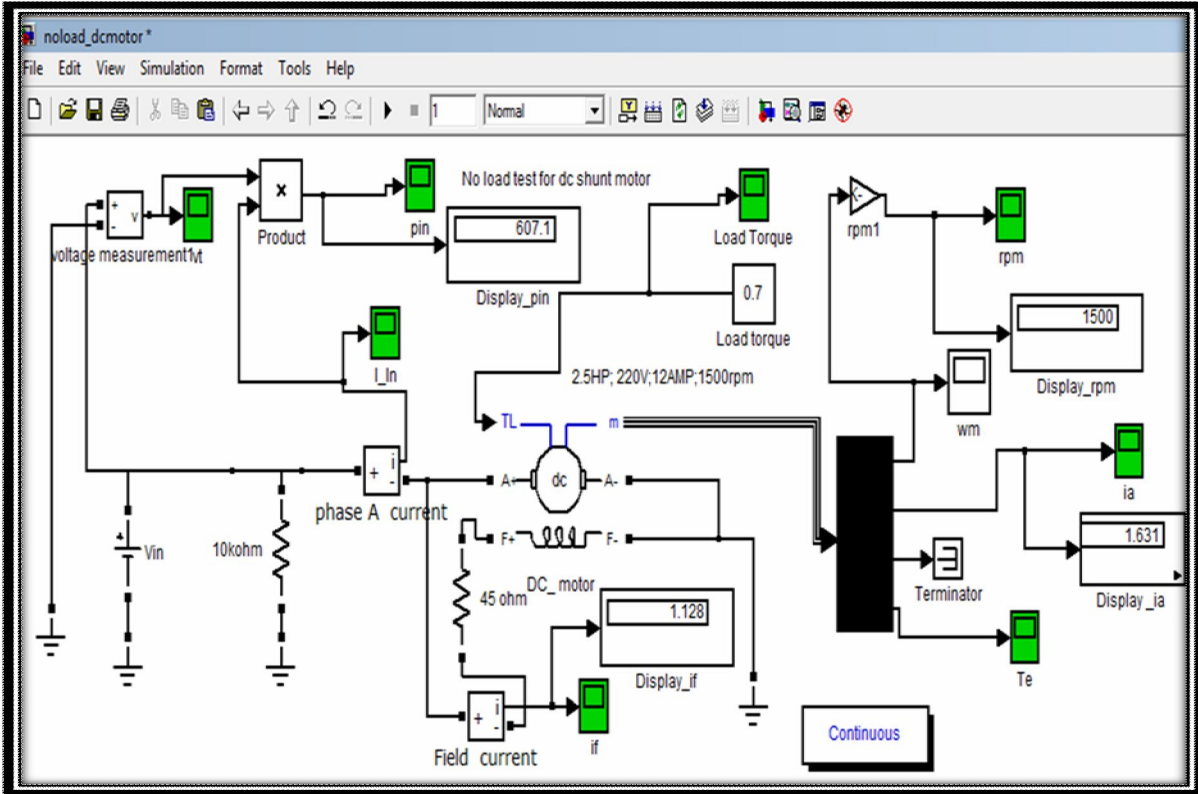 noload_dcmotor *
File Edit View Simulation Format Tools Help
1
Normal
+
-
v
voltage measurement1
vt
×
Product
pin
No load test for dc shunt motor
607.1
Display_pin
Load Torque
0.7
Load torque
K-
rpm1
rpm
1500
Display_rpm
I_In
2.5HP; 220V;12AMP;1500rpm
wm
TL
m
+
i
-
phase A current
A+
dc
A-
ia
1.631
Display_ia
+
Vin
10kohm
F+
F-
45 ohm
DC_ motor
Terminator
1.128
Display_if
Te
+
i
-
Field current
if
Continuous